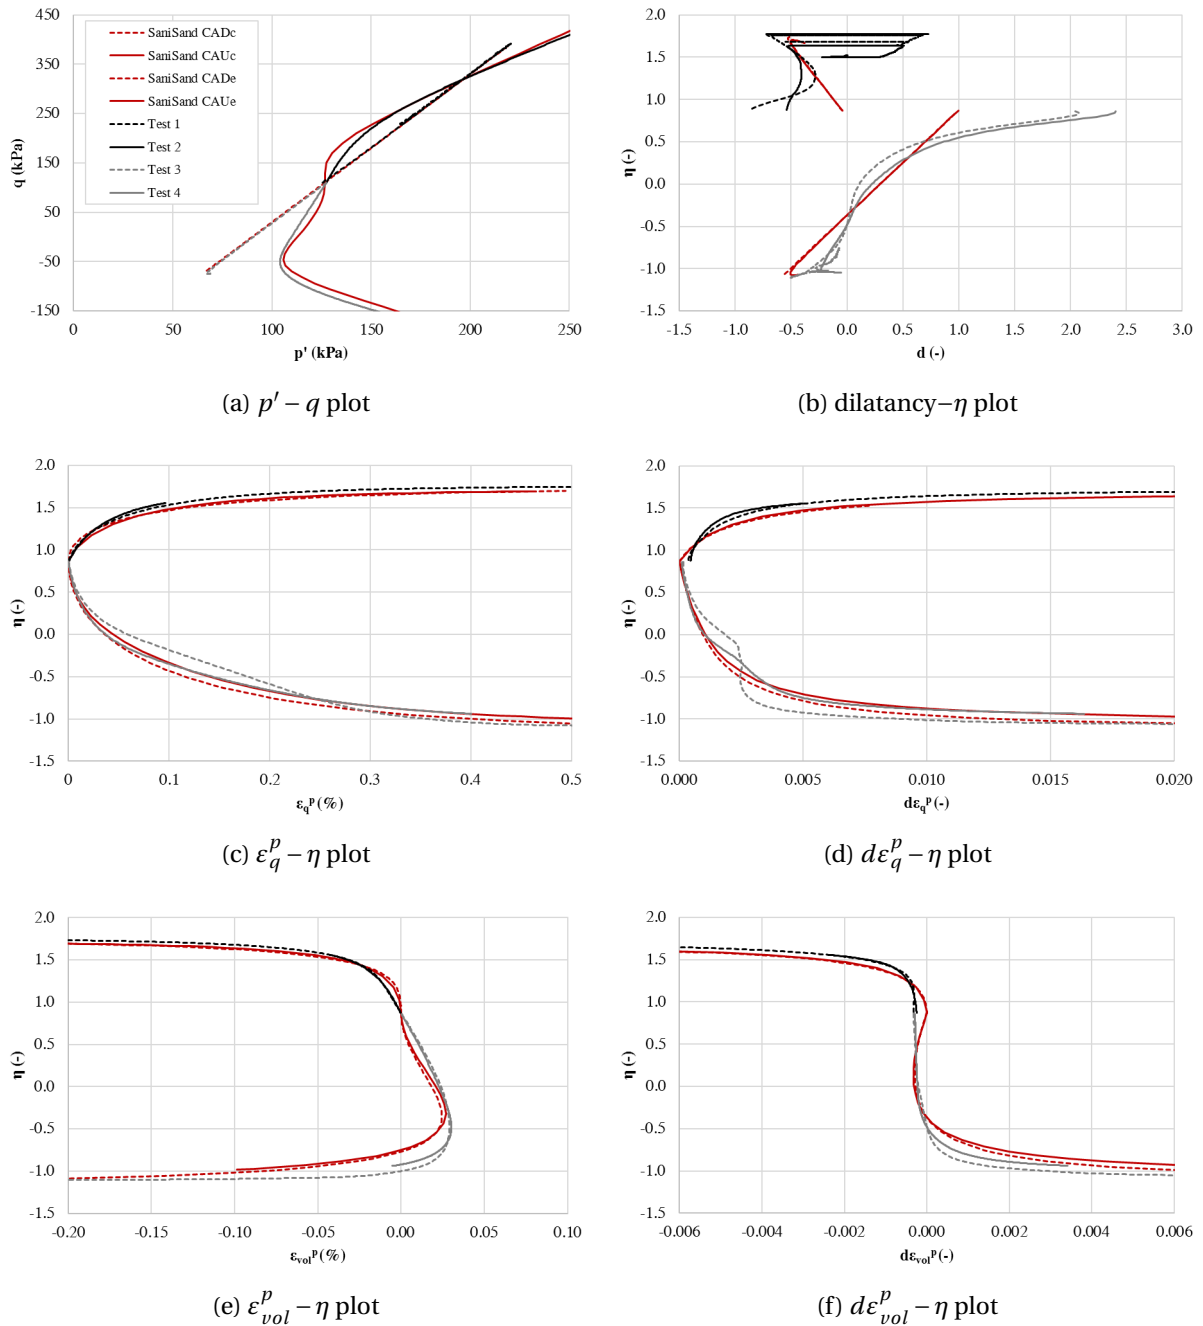 450
350
250
150
50
-50
-150
q (kPa)
SaniSand CADc
SaniSand CAUc
SaniSand CADe
SaniSand CAUe
Test 1
Test 2
Test 3
Test 4
0 50 100 150 200 250
p' (kPa)
(a) p′ – q plot
2.0
1.5
1.0
0.5
0.0
-0.5
-1.0
-1.5
η (-)
-1.5 -1.0 -0.5 0.0 0.5 1.0 1.5 2.0 2.5 3.0
d (-)
(b) dilatancy–η plot
2.0
1.5
1.0
0.5
0.0
-0.5
-1.0
-1.5
η (-)
0 0.1 0.2 0.3 0.4 0.5
εqᵖ (%)
(c) εqᵖ – η plot
2.0
1.5
1.0
0.5
0.0
-0.5
-1.0
-1.5
η (-)
0.000 0.005 0.010 0.015 0.020
dεqᵖ (-)
(d) dεqᵖ – η plot
2.0
1.5
1.0
0.5
0.0
-0.5
-1.0
-1.5
η (-)
-0.20 -0.15 -0.10 -0.05 0.00 0.05 0.10
εvolᵖ (%)
(e) εvolᵖ – η plot
2.0
1.5
1.0
0.5
0.0
-0.5
-1.0
-1.5
η (-)
-0.006 -0.004 -0.002 0.000 0.002 0.004 0.006
dεvolᵖ (-)
(f) dεvolᵖ – η plot